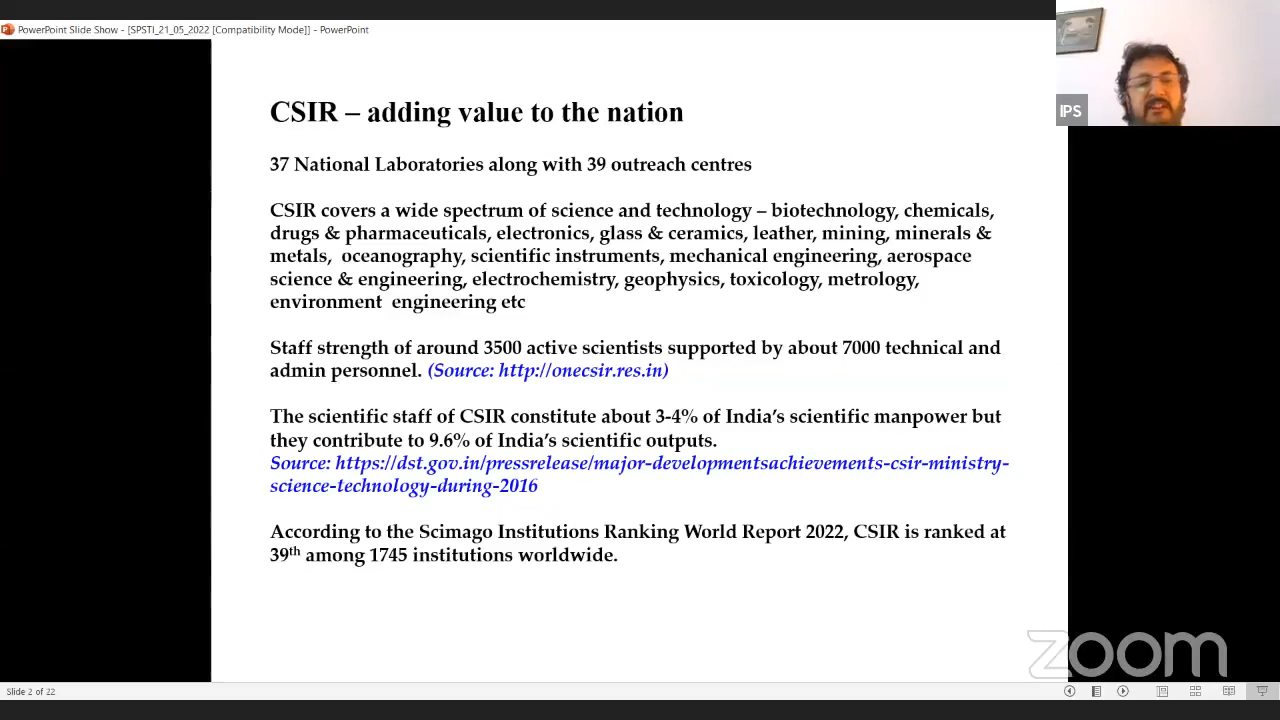 PowerPoint Slide Show - [SPSTI_21_05_2022 [Compatibility Mode]] - PowerPoint
IPS
CSIR – adding value to the nation
37 National Laboratories along with 39 outreach centres
CSIR covers a wide spectrum of science and technology – biotechnology, chemicals,
drugs & pharmaceuticals, electronics, glass & ceramics, leather, mining, minerals &
metals,  oceanography, scientific instruments, mechanical engineering, aerospace
science & engineering, electrochemistry, geophysics, toxicology, metrology,
environment  engineering etc
Staff strength of around 3500 active scientists supported by about 7000 technical and
admin personnel. (Source: http://onecsir.res.in)
The scientific staff of CSIR constitute about 3-4% of India’s scientific manpower but
they contribute to 9.6% of India’s scientific outputs.
Source: https://dst.gov.in/pressrelease/major-developmentsachievements-csir-ministry-
science-technology-during-2016
According to the Scimago Institutions Ranking World Report 2022, CSIR is ranked at
39th among 1745 institutions worldwide.
zoom
Slide 2 of 22